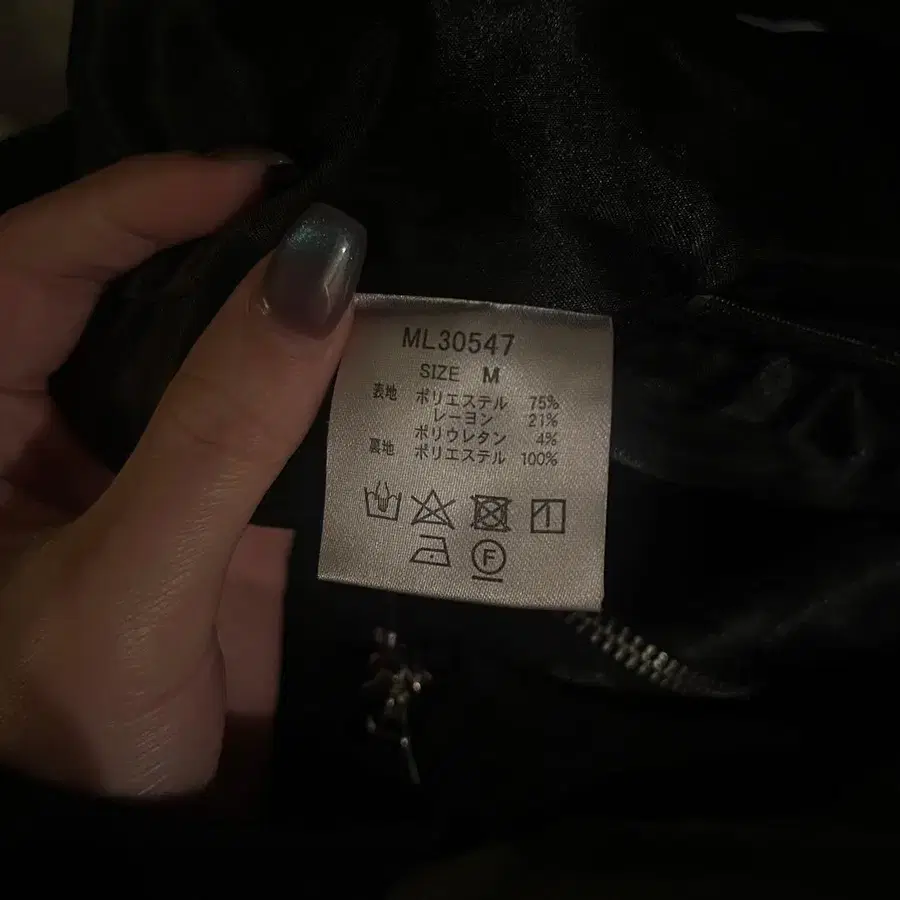 ML30547
SIZE M
表地 ポリエステル 75%
レーヨン 21%
ポリウレタン 4%
裏地 ポリエステル 100%
F